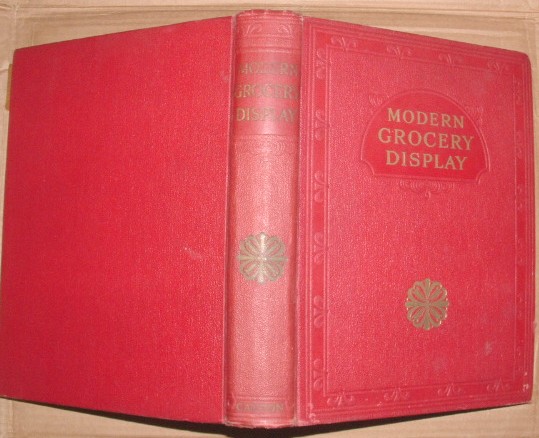 MODERN
GROCERY
DISPLAY
MODERN
GROCERY
DISPLAY